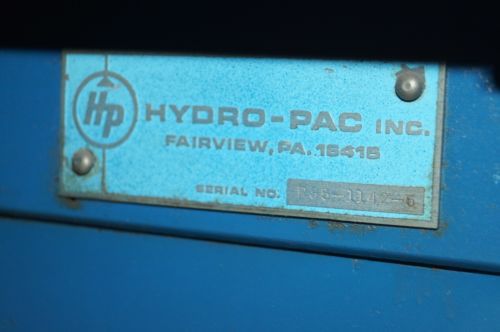 Hp
HYDRO-PAC INC.
FAIRVIEW, PA. 16415
SERIAL NO.